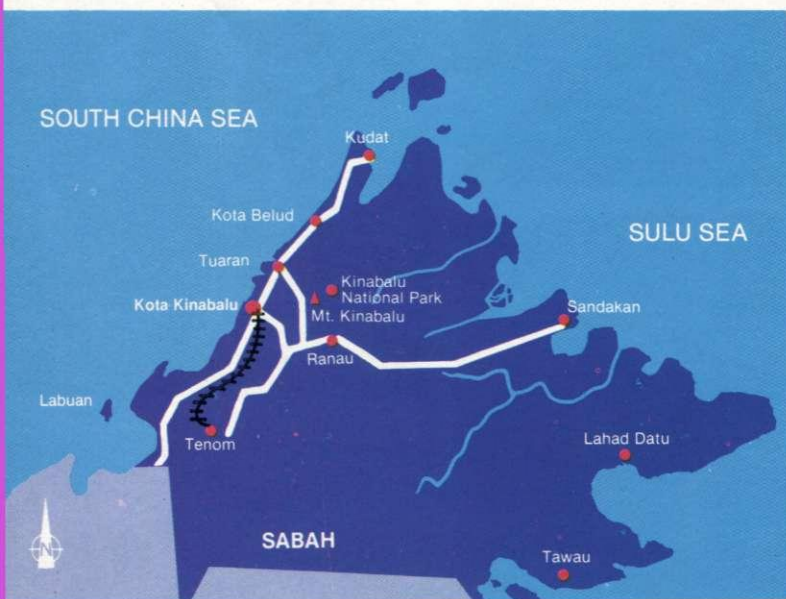 SOUTH CHINA SEA
Kudat
Kota Belud
SULU SEA
Tuaran
Kinabalu
National Park
Kota Kinabalu
Mt. Kinabalu
Sandakan
Ranau
Labuan
Tenom
Lahad Datu
SABAH
Tawau
N